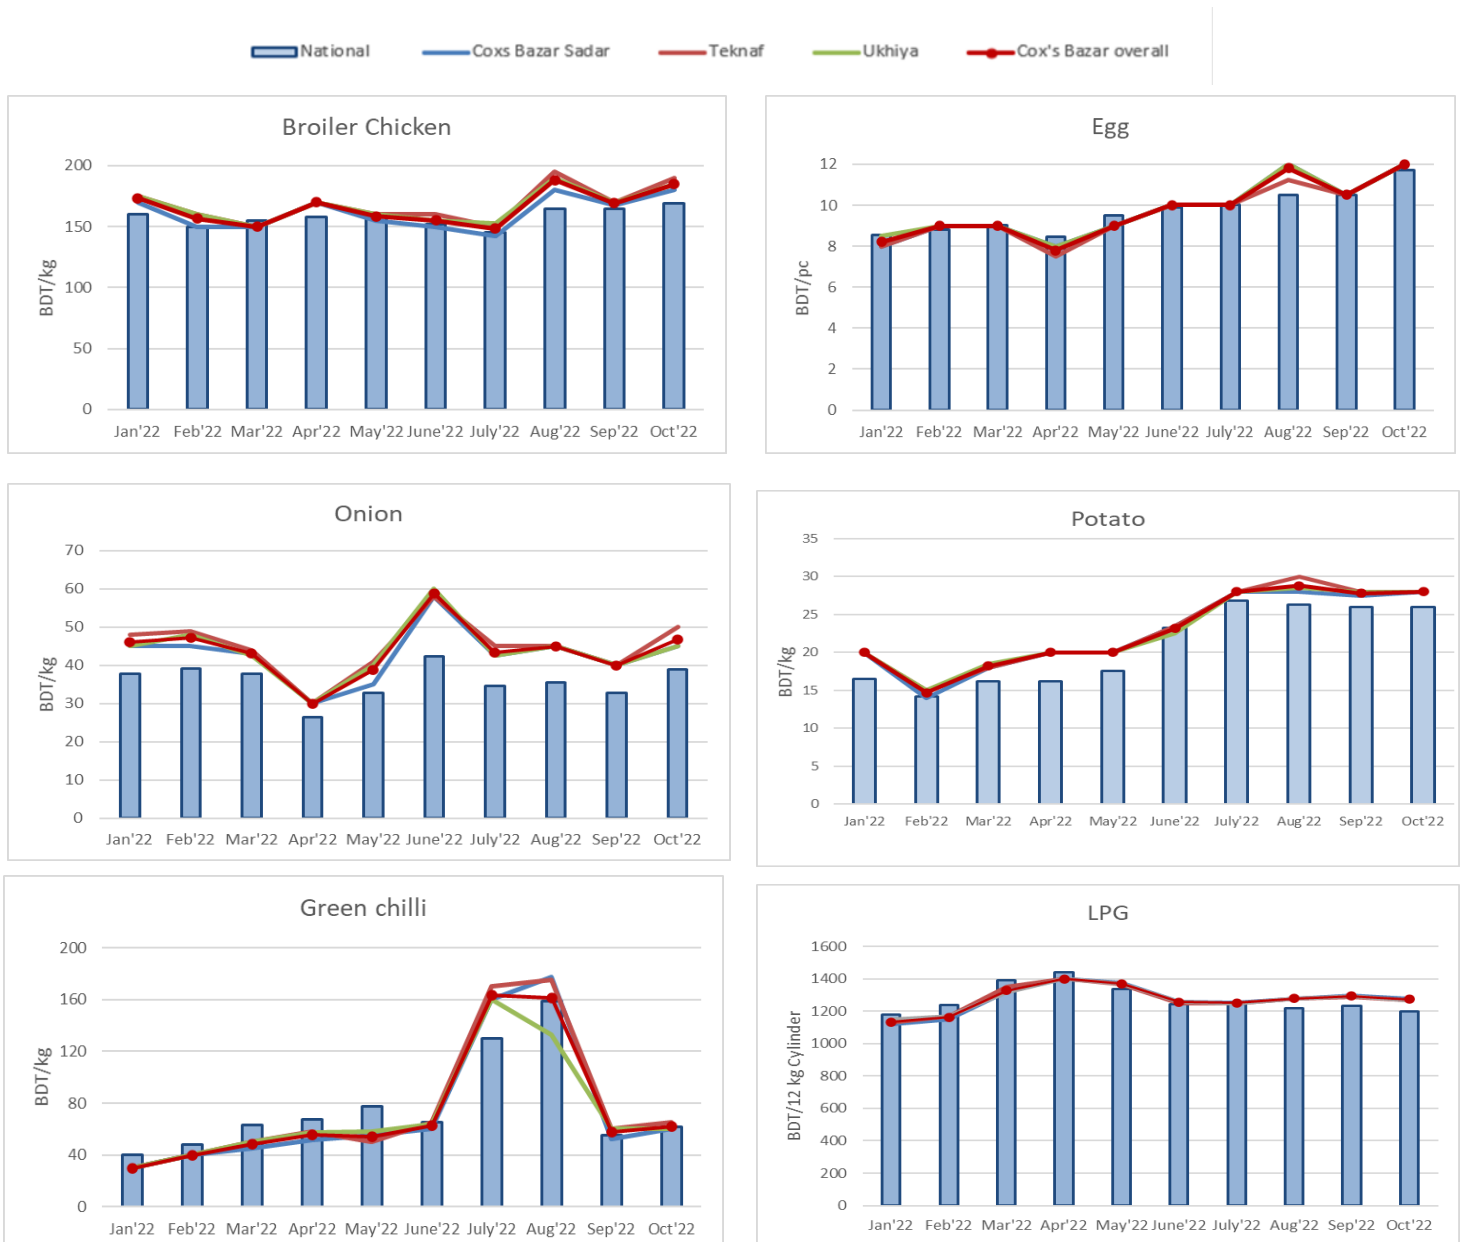 National Coxs Bazar Sadar Teknaf Ukhiya Cox's Bazar overall
Broiler Chicken
BDT/kg
200
150
100
50
0
Jan'22 Feb'22 Mar'22 Apr'22 May'22 June'22 July'22 Aug'22 Sep'22 Oct'22
Egg
BDT/pc
12
10
8
6
4
2
0
Jan'22 Feb'22 Mar'22 Apr'22 May'22 June'22 July'22 Aug'22 Sep'22 Oct'22
Onion
BDT/kg
70
60
50
40
30
20
10
0
Jan'22 Feb'22 Mar'22 Apr'22 May'22 June'22 July'22 Aug'22 Sep'22 Oct'22
Potato
BDT/kg
35
30
25
20
15
10
5
0
Jan'22 Feb'22 Mar'22 Apr'22 May'22 June'22 July'22 Aug'22 Sep'22 Oct'22
Green chilli
BDT/kg
200
160
120
80
40
0
Jan'22 Feb'22 Mar'22 Apr'22 May'22 June'22 July'22 Aug'22 Sep'22 Oct'22
LPG
BDT/12 kg Cylinder
1600
1400
1200
1000
800
600
400
200
0
Jan'22 Feb'22 Mar'22 Apr'22 May'22 June'22 July'22 Aug'22 Sep'22 Oct'22